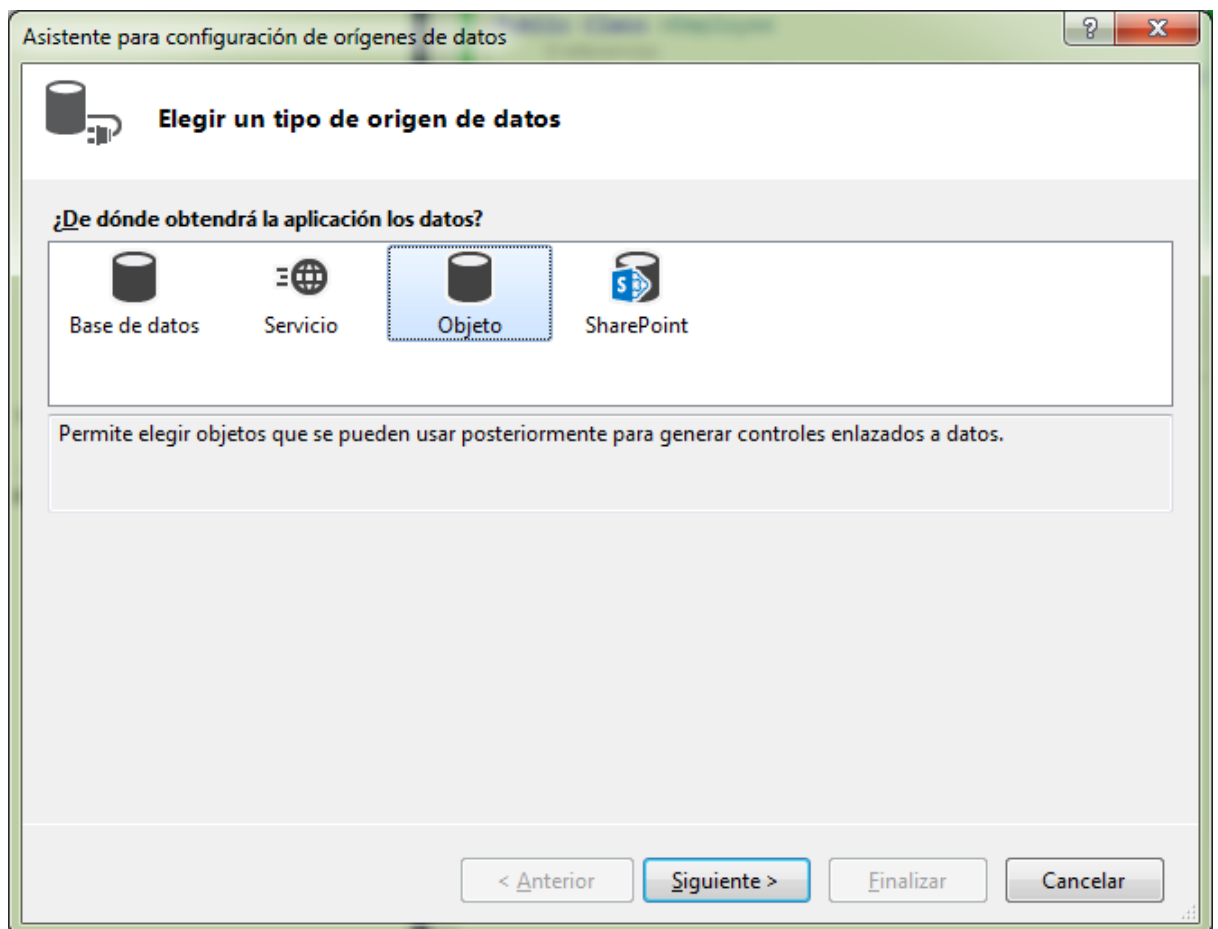 Asistente para configuración de orígenes de datos
?
X
Elegir un tipo de origen de datos
¿De dónde obtendrá la aplicación los datos?
Base de datos
Servicio
Objeto
SharePoint
Permite elegir objetos que se pueden usar posteriormente para generar controles enlazados a datos.
< Anterior
Siguiente >
Finalizar
Cancelar